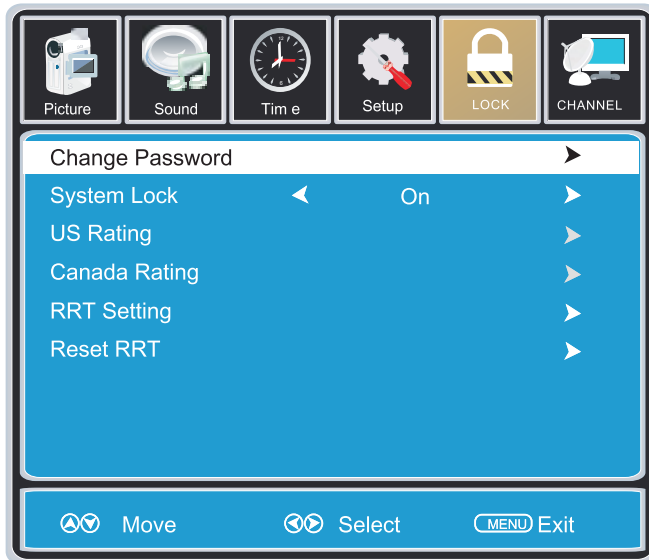 Picture Sound Tim e Setup LOCK CHANNEL
Change Password
System Lock On
US Rating
Canada Rating
RRT Setting
Reset RRT
Move Select MENU Exit